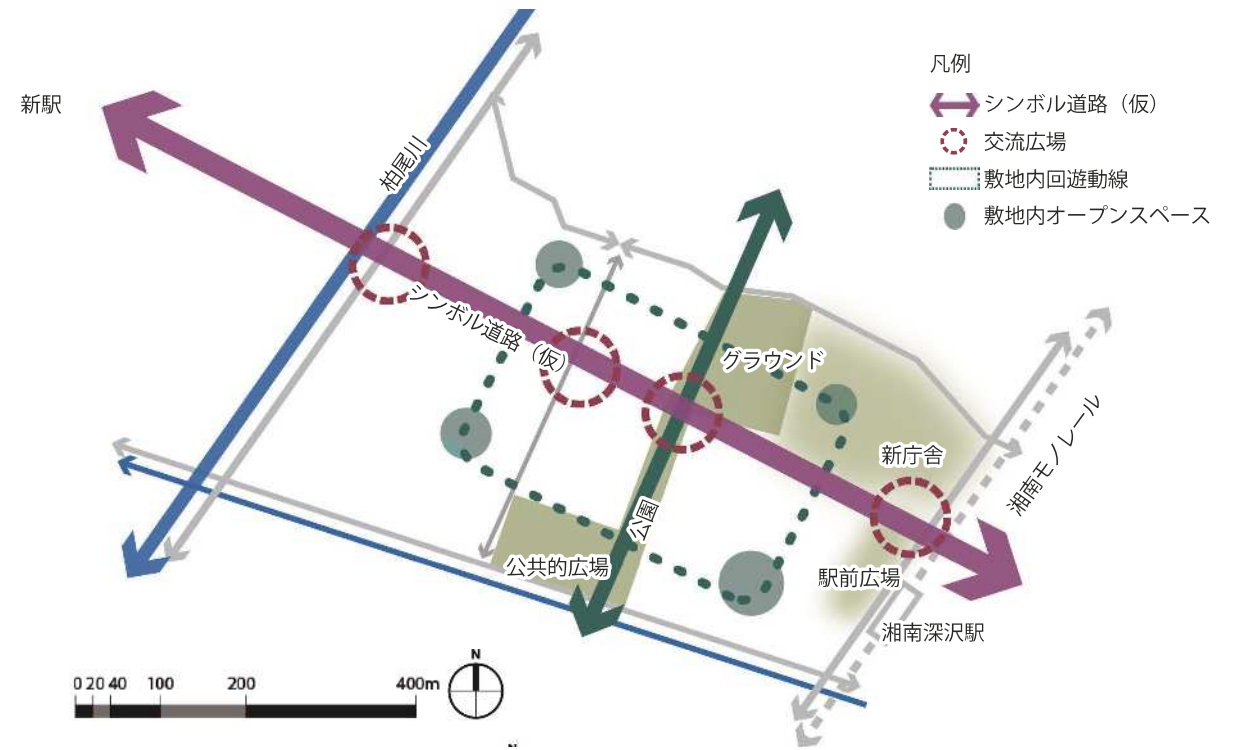 新駅
柏尾川
シンボル道路（仮）
グラウンド
新庁舎
公園
公共的広場
駅前広場
湘南深沢駅
湘南モノレール
凡例
シンボル道路（仮）
交流広場
敷地内回遊動線
敷地内オープンスペース
0 20 40 100 200 400m
N
N